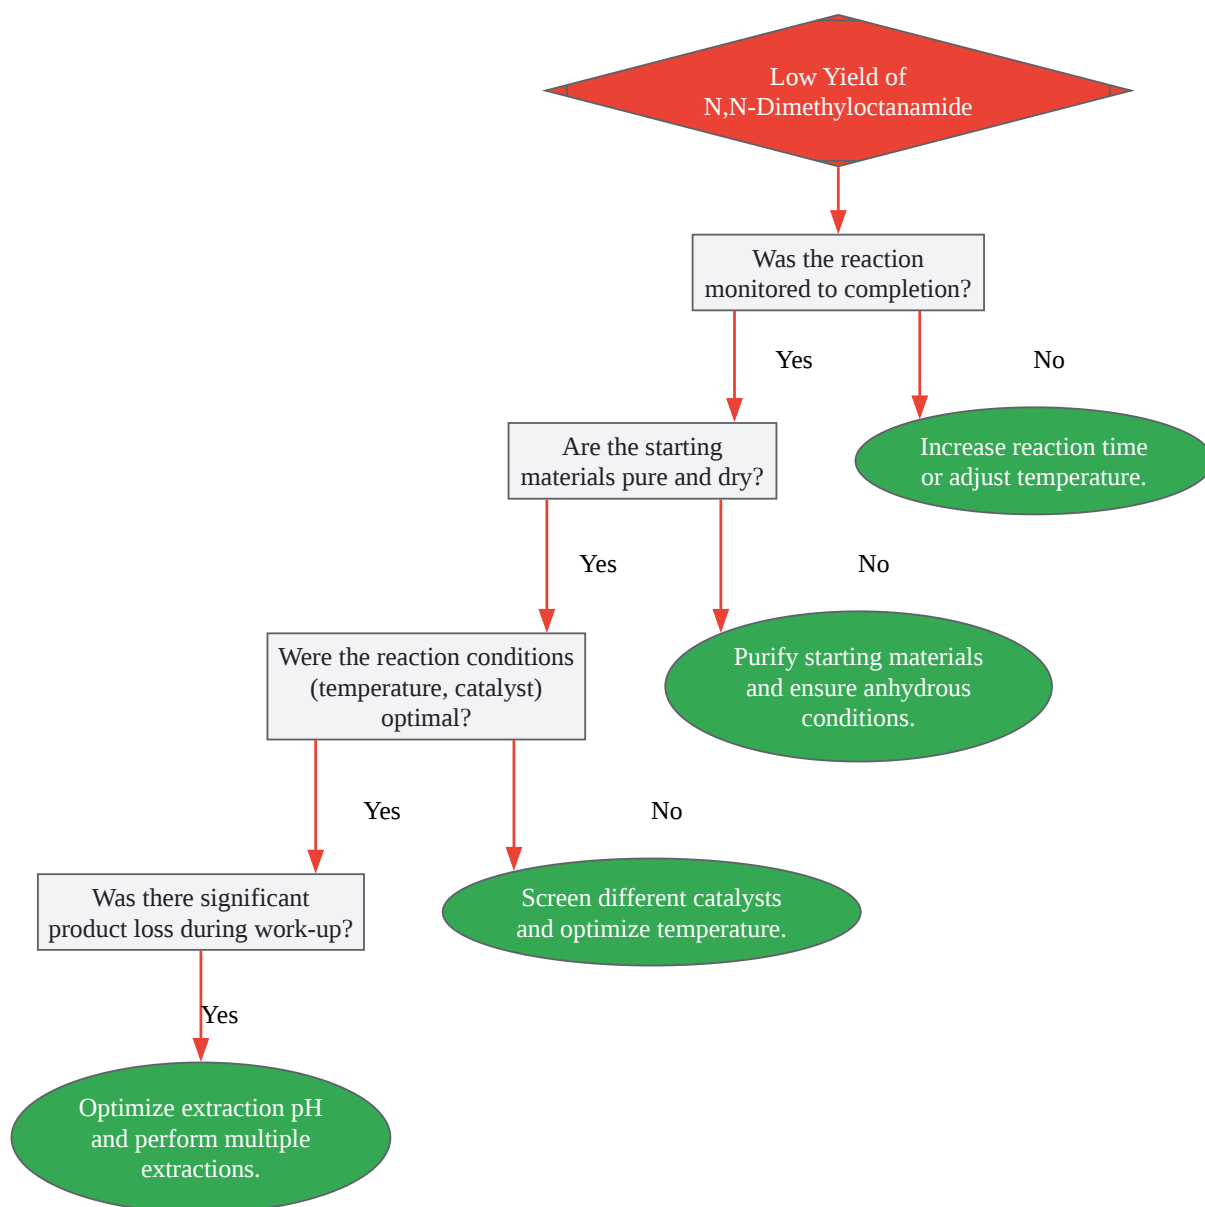 Low Yield of
N,N-Dimethyloctanamide
Was the reaction
monitored to completion?
Yes
No
Are the starting
materials pure and dry?
Increase reaction time
or adjust temperature.
Yes
No
Were the reaction conditions
(temperature, catalyst)
optimal?
Purify starting materials
and ensure anhydrous
conditions.
Yes
No
Was there significant
product loss during work-up?
Screen different catalysts
and optimize temperature.
Yes
Optimize extraction pH
and perform multiple
extractions.